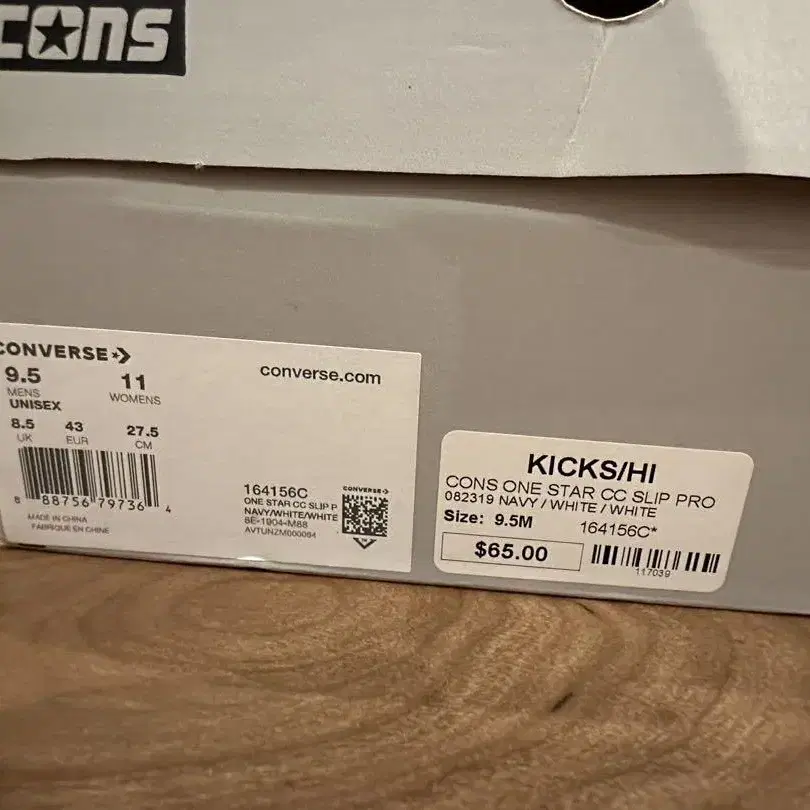 CONS
CONVERSE
converse.com
9.5 11
MENS WOMENS
UNISEX
8.5 43 27.5
UK EUR CM
8 88756 79736 4
MADE IN CHINA
FABRIQUE EN CHINE
164156C
ONE STAR CC SLIP P
NAVY/WHITE/WHITE
8E-1904-M88
AVTUNZM000084
CONVERSE
KICKS/HI
CONS ONE STAR CC SLIP PRO
082319 NAVY / WHITE / WHITE
Size: 9.5M 164156C*
$65.00
117039